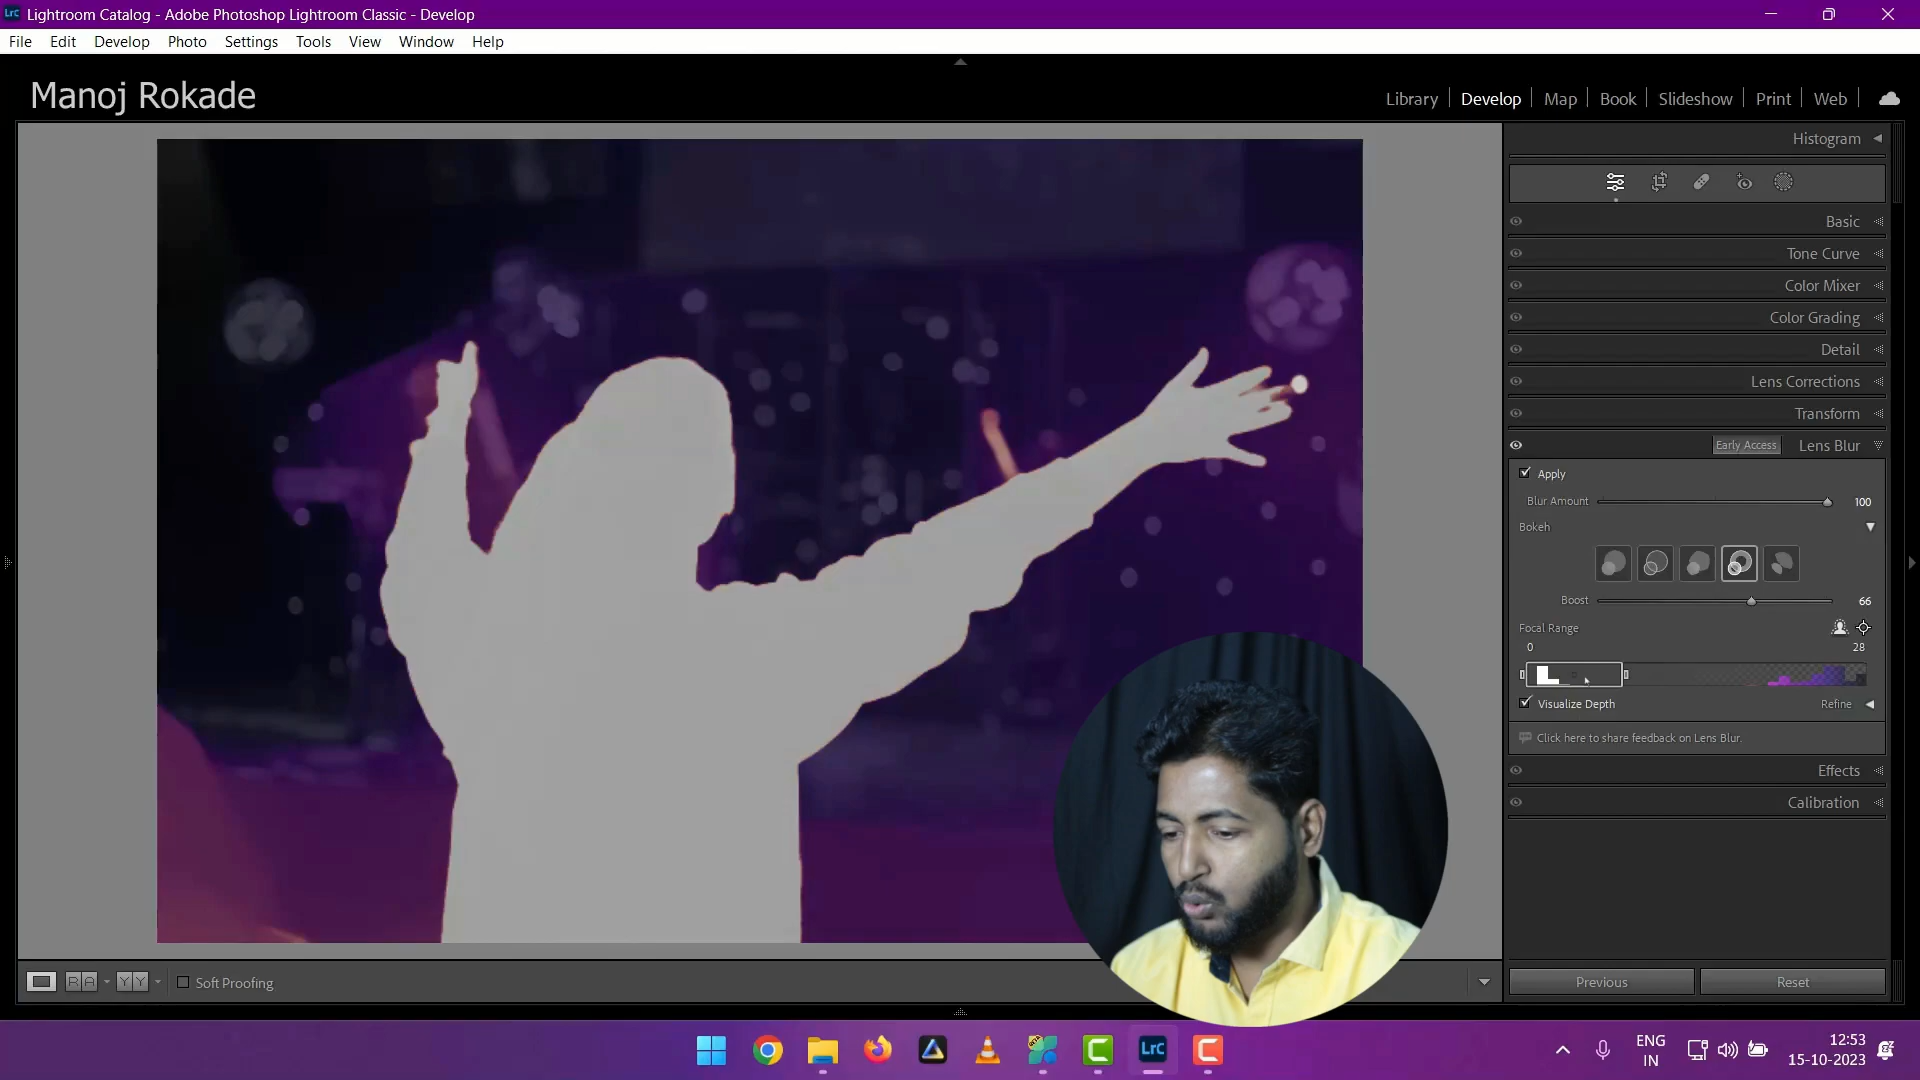 Lrc Lightroom Catalog - Adobe Photoshop Lightroom Classic - Develop
File Edit Develop Photo Settings Tools View Window Help
Manoj Rokade
Library Develop Map Book Slideshow Print Web
Histogram
Basic
Tone Curve
Color Mixer
Color Grading
Detail
Lens Corrections
Transform
Early Access Lens Blur
Apply
Blur Amount 100
Bokeh
Boost 66
Focal Range
0 28
Visualize Depth Refine
Click here to share feedback on Lens Blur.
Effects
Calibration
R A Y Y Soft Proofing
Previous Reset
LrC
ENG
IN
12:53
15-10-2023